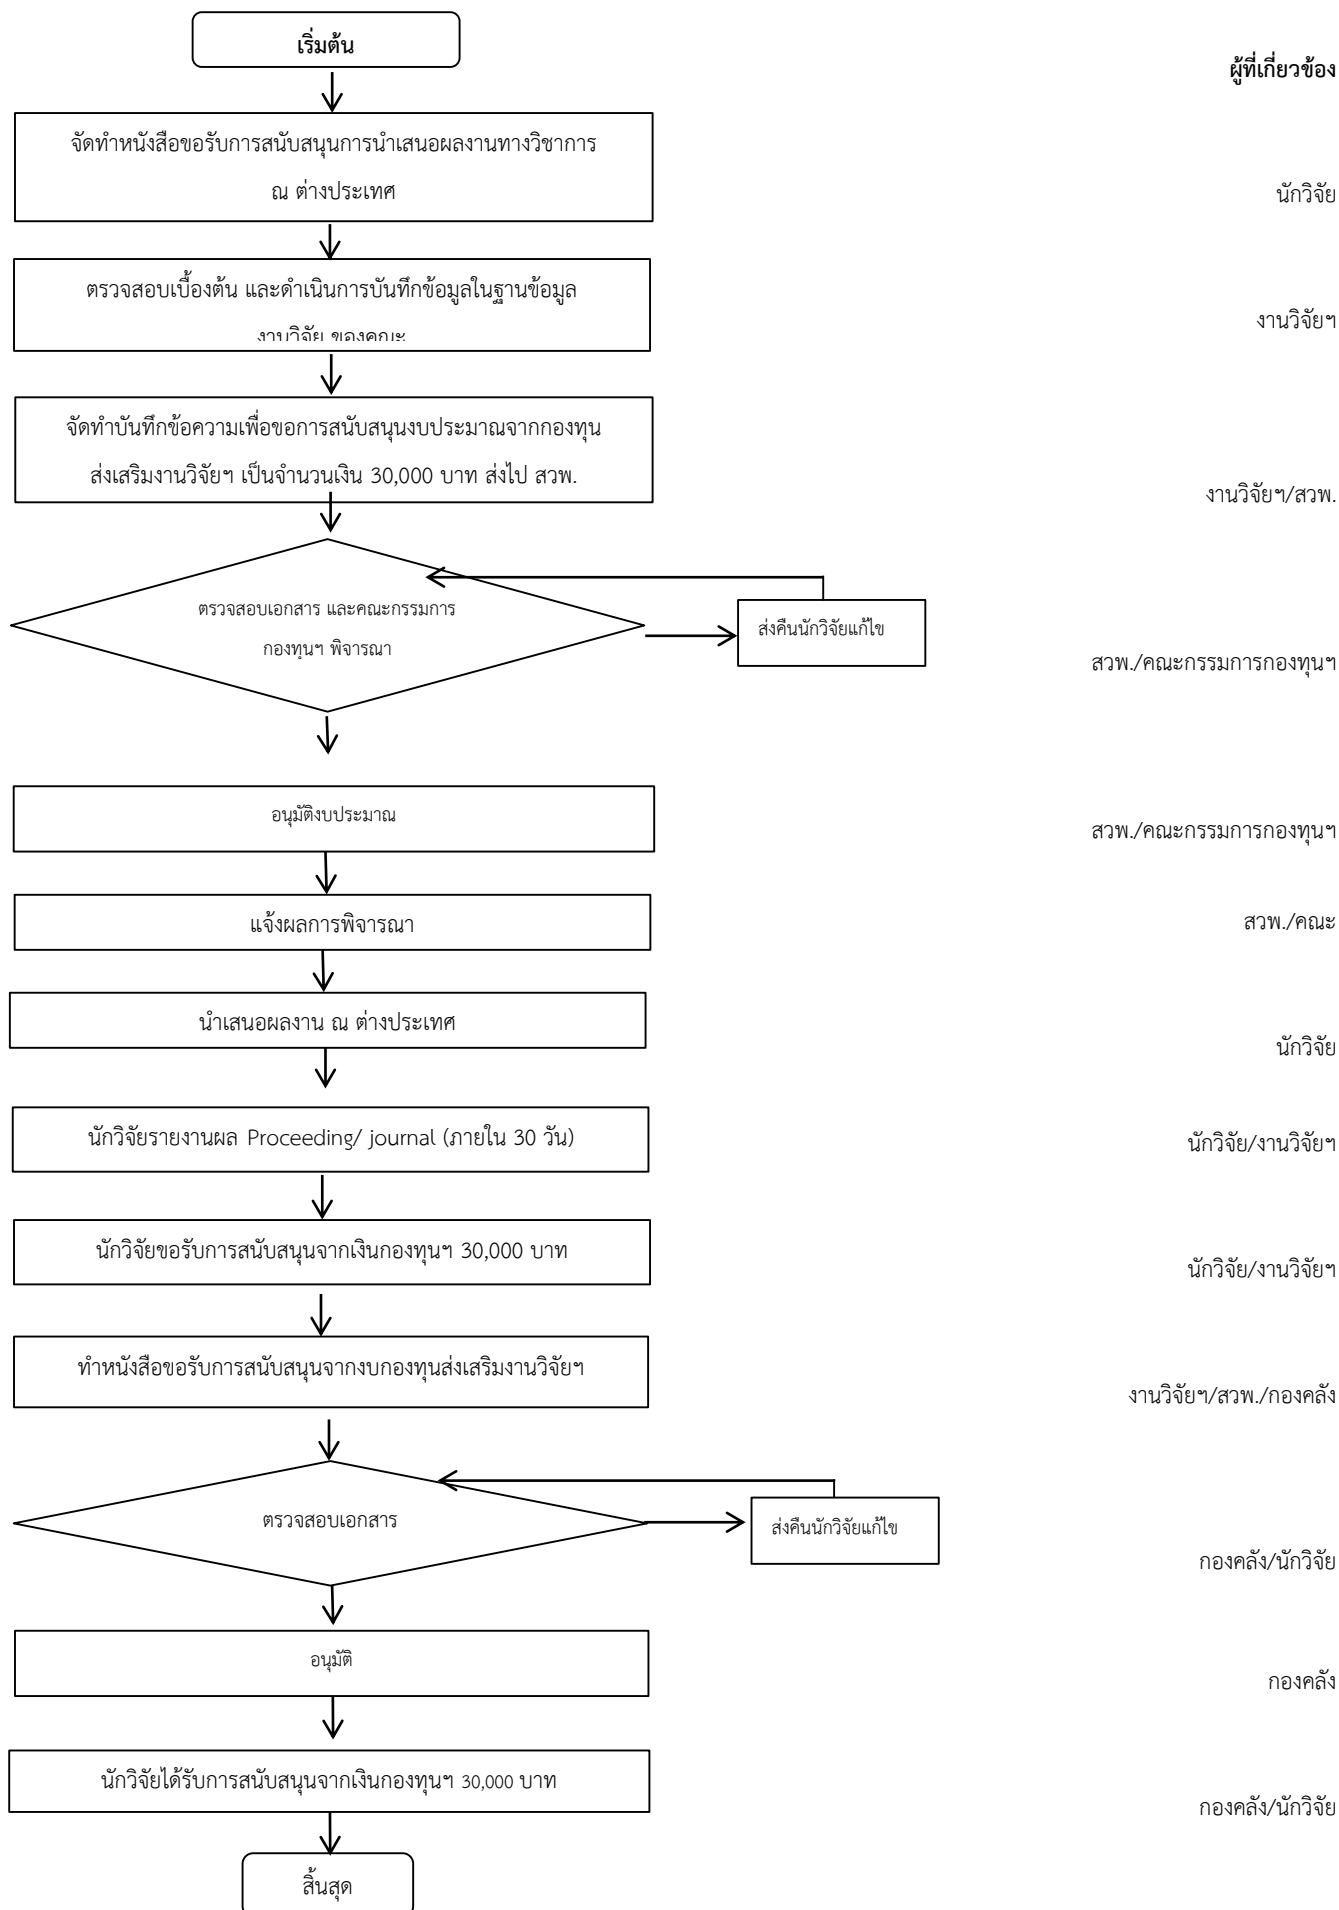 เริ่มต้น
ผู้ที่เกี่ยวข้อง
จัดทำหนังสือขอรับการสนับสนุนการนำเสนอผลงานทางวิชาการ
ณ ต่างประเทศ
นักวิจัย
ตรวจสอบเบื้องต้น และดำเนินการบันทึกข้อมูลในฐานข้อมูล
งานวิจัย ของคณะ
งานวิจัยฯ
จัดทำบันทึกข้อความเพื่อขอการสนับสนุนงบประมาณจากกองทุน
ส่งเสริมงานวิจัยฯ เป็นจำนวนเงิน 30,000 บาท ส่งไป สวพ.
งานวิจัยฯ/สวพ.
ตรวจสอบเอกสาร และคณะกรรมการ
กองทุนฯ พิจารณา
ส่งคืนนักวิจัยแก้ไข
สวพ./คณะกรรมการกองทุนฯ
อนุมัติงบประมาณ
สวพ./คณะกรรมการกองทุนฯ
แจ้งผลการพิจารณา
สวพ./คณะ
นำเสนอผลงาน ณ ต่างประเทศ
นักวิจัย
นักวิจัยรายงานผล Proceeding/ journal (ภายใน 30 วัน)
นักวิจัย/งานวิจัยฯ
นักวิจัยขอรับการสนับสนุนจากเงินกองทุนฯ 30,000 บาท
นักวิจัย/งานวิจัยฯ
ทำหนังสือขอรับการสนับสนุนจากงบกองทุนส่งเสริมงานวิจัยฯ
งานวิจัยฯ/สวพ./กองคลัง
ตรวจสอบเอกสาร
ส่งคืนนักวิจัยแก้ไข
กองคลัง/นักวิจัย
อนุมัติ
กองคลัง
นักวิจัยได้รับการสนับสนุนจากเงินกองทุนฯ 30,000 บาท
กองคลัง/นักวิจัย
สิ้นสุด